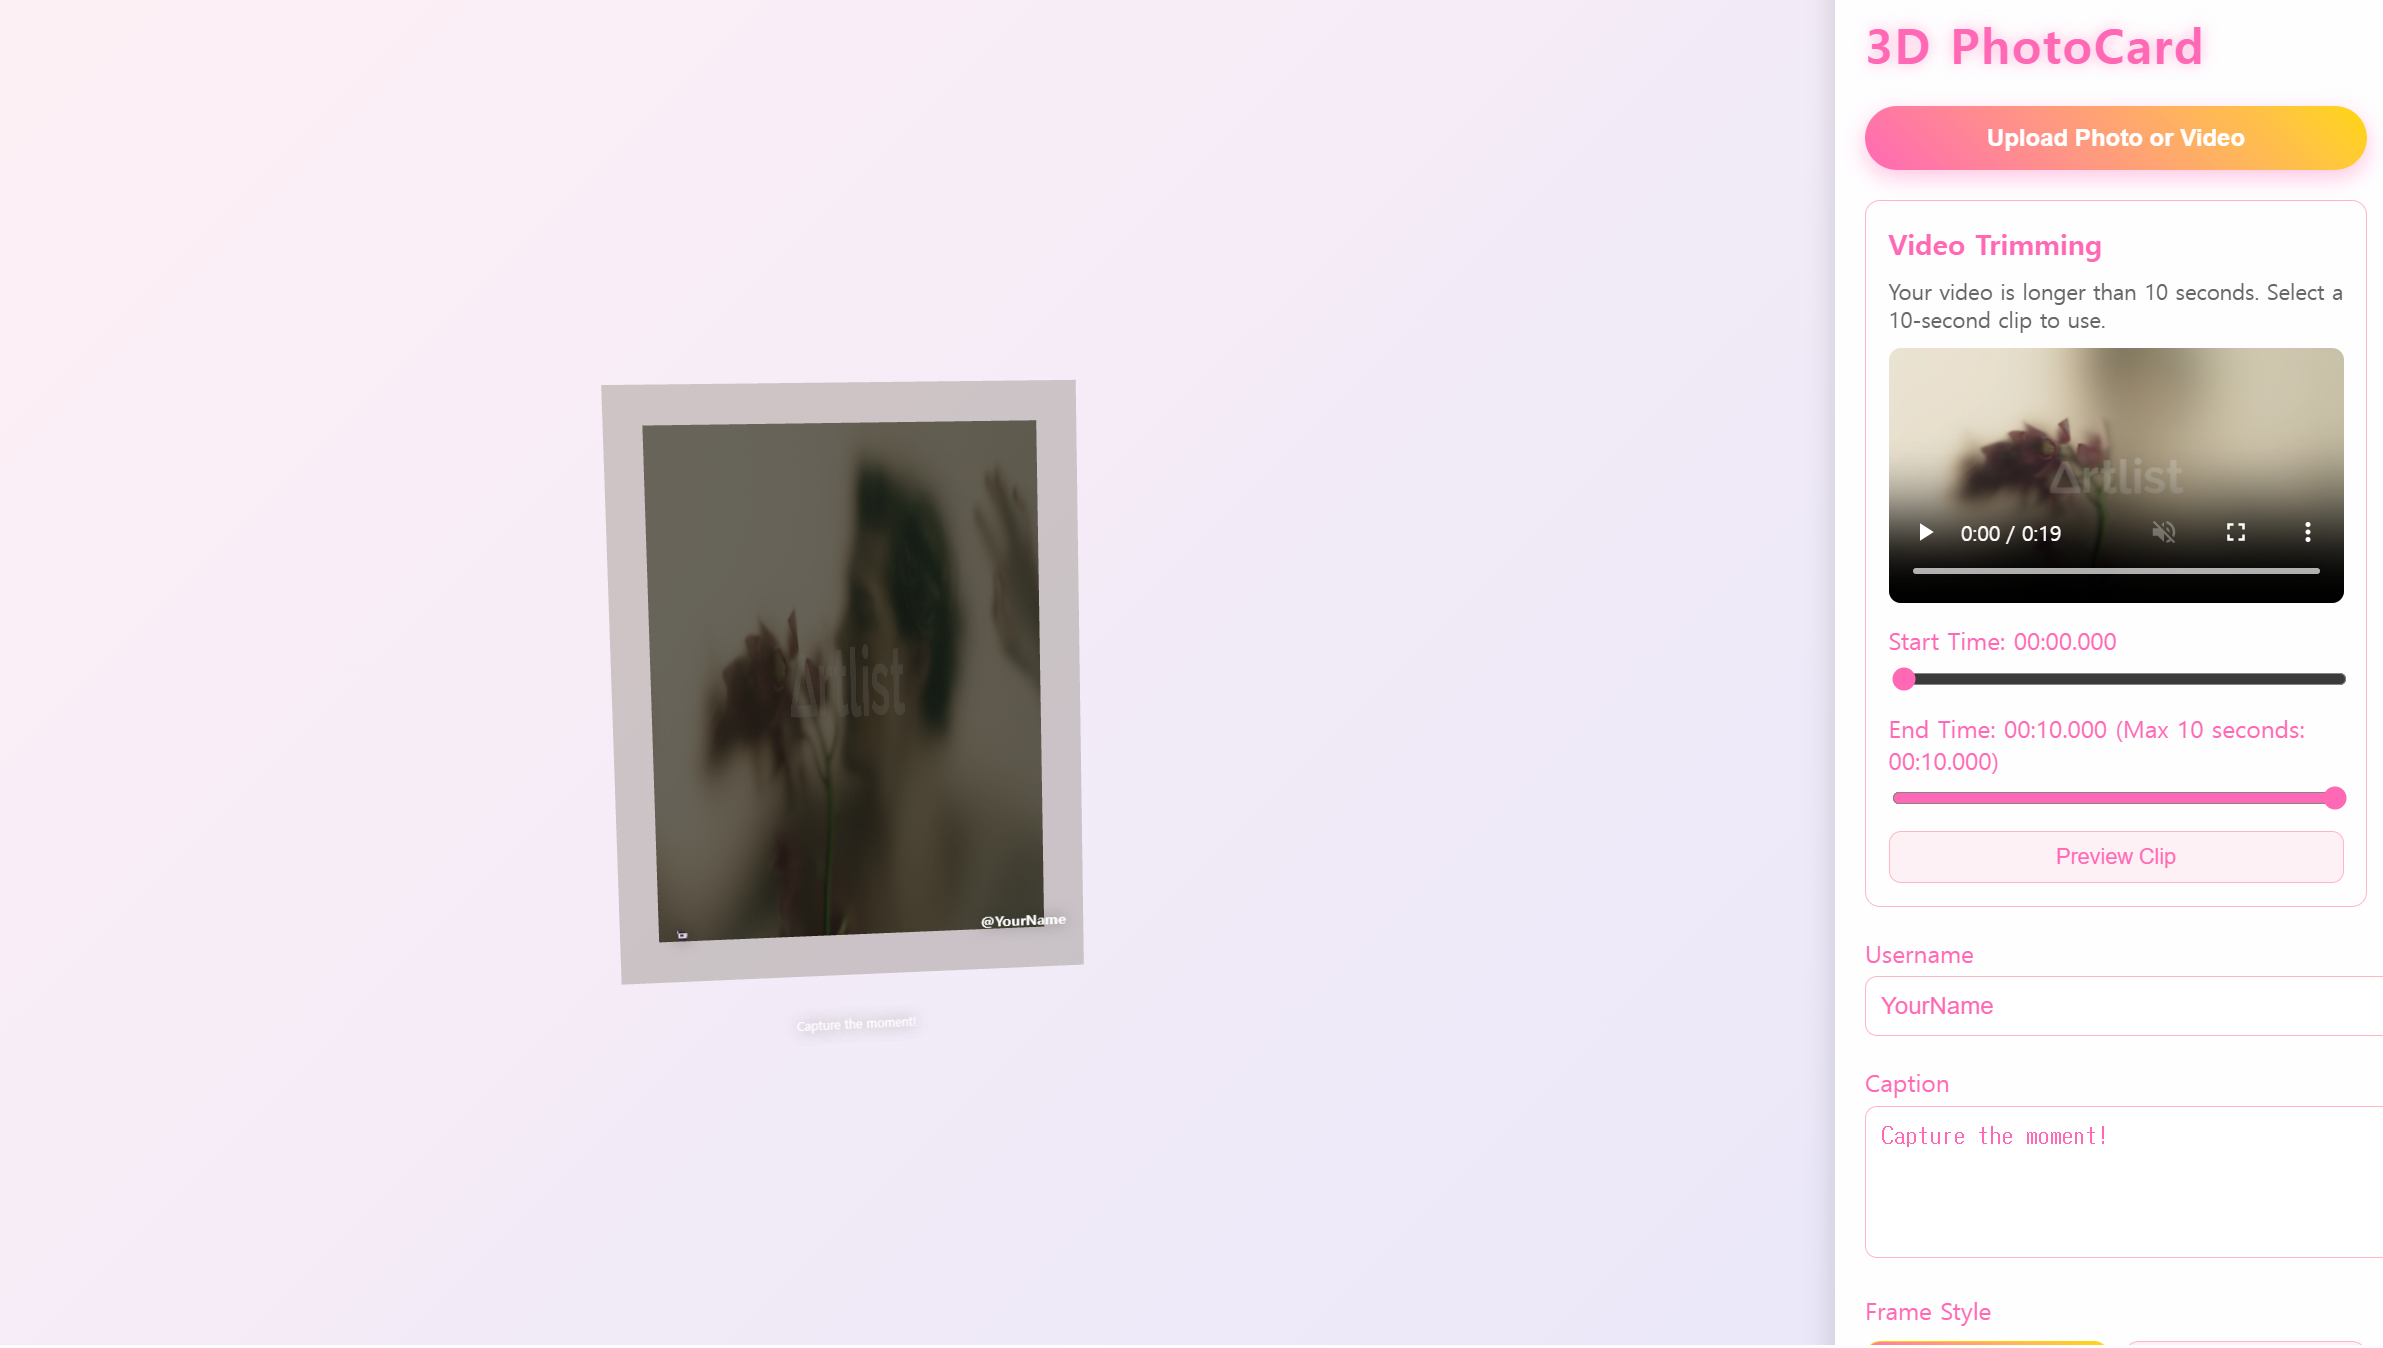 3D PhotoCard
Upload Photo or Video
Video Trimming
Your video is longer than 10 seconds. Select a
10-second clip to use.
Artlist
0:00 / 0:19
Start Time: 00:00.000
End Time: 00:10.000 (Max 10 seconds:
00:10.000)
Preview Clip
Username
YourName
Caption
Capture the moment!
Frame Style
Artlist
@YourName
Capture the moment!